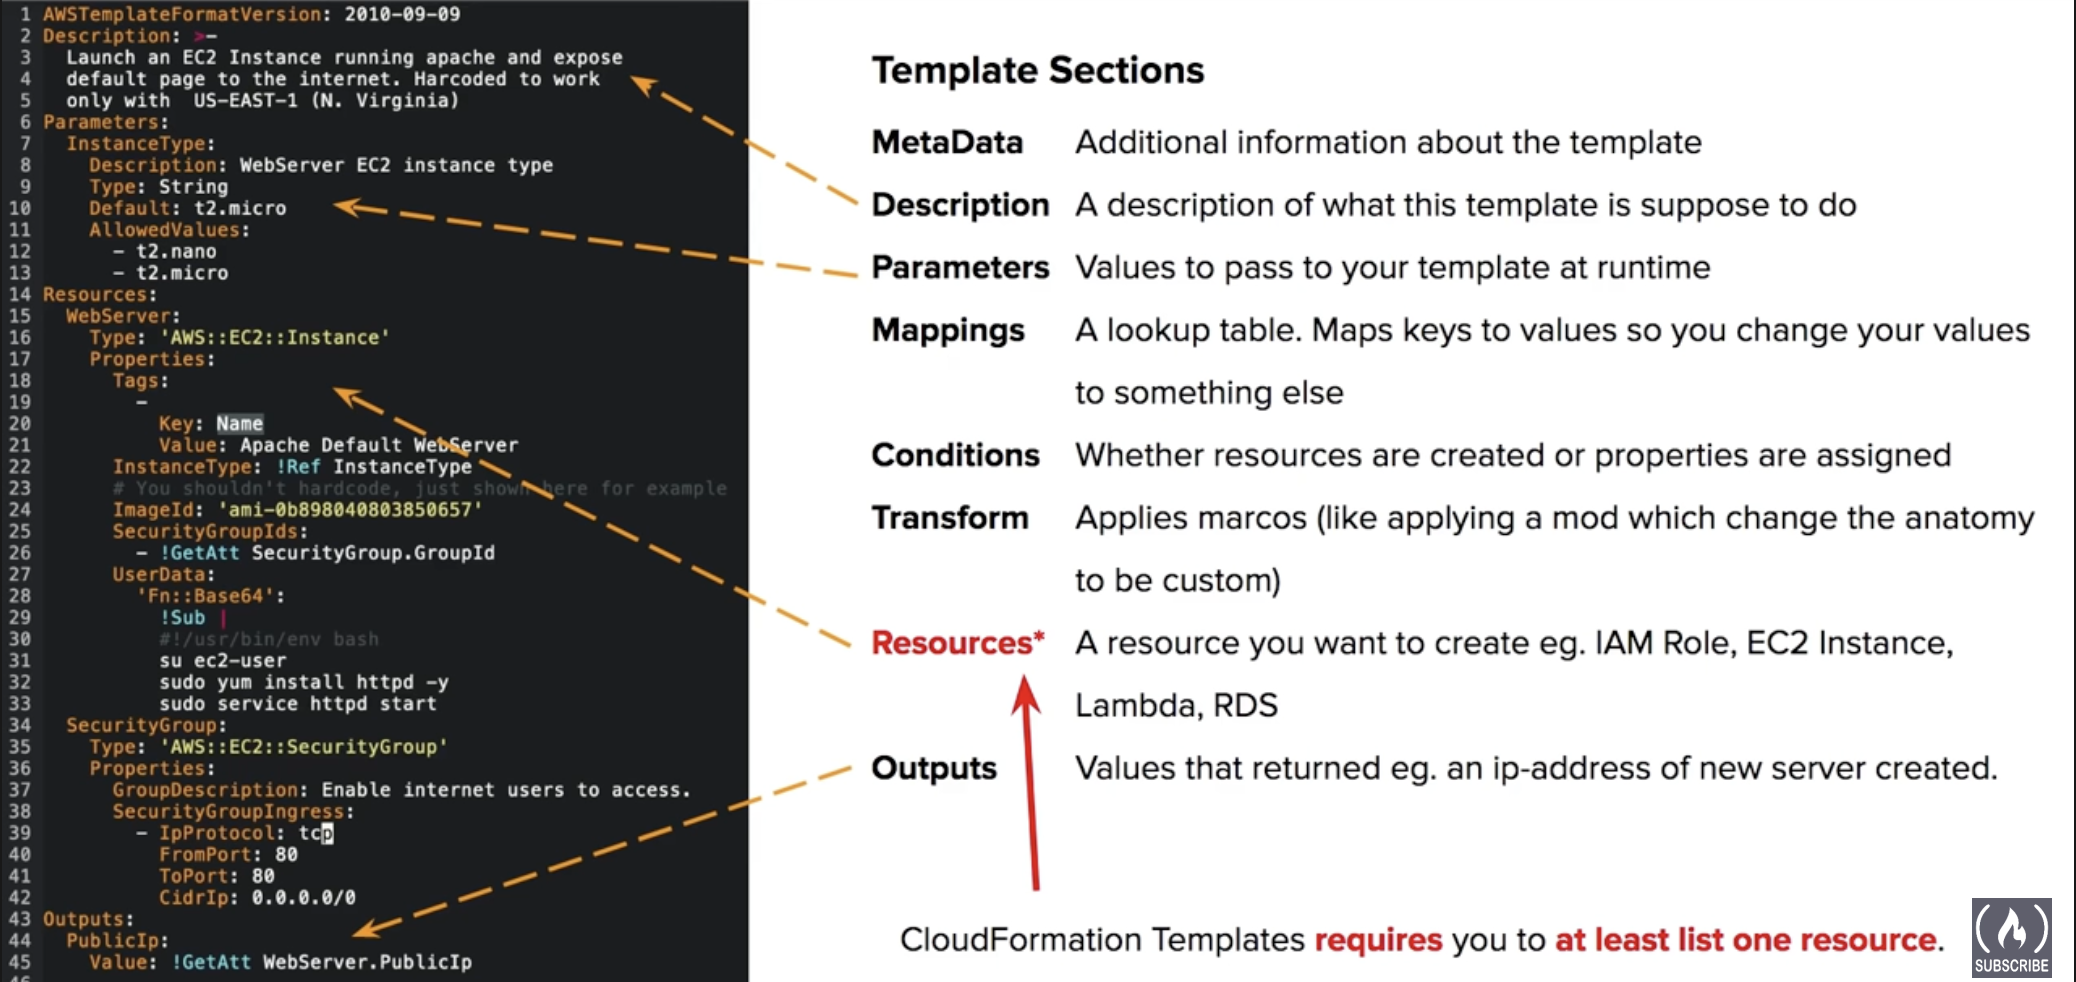 1 AWSTemplateFormatVersion: 2010-09-09
2 Description: >-
3   Launch an EC2 Instance running apache and expose
4   default page to the internet. Harcoded to work
5   only with  US-EAST-1 (N. Virginia)
6 Parameters:
7   InstanceType:
8     Description: WebServer EC2 instance type
9     Type: String
10     Default: t2.micro
11     AllowedValues:
12       - t2.nano
13       - t2.micro
14 Resources:
15   WebServer:
16     Type: 'AWS::EC2::Instance'
17     Properties:
18       Tags:
19         -
20           Key: Name
21           Value: Apache Default WebServer
22       InstanceType: !Ref InstanceType
23       # You shouldn't hardcode, just shown here for example
24       ImageId: 'ami-0b898040803850657'
25       SecurityGroupIds:
26         - !GetAtt SecurityGroup.GroupId
27       UserData:
28         'Fn::Base64':
29           !Sub |
30           #!/usr/bin/env bash
31           su ec2-user
32           sudo yum install httpd -y
33           sudo service httpd start
34   SecurityGroup:
35     Type: 'AWS::EC2::SecurityGroup'
36     Properties:
37       GroupDescription: Enable internet users to access.
38       SecurityGroupIngress:
39         - IpProtocol: tcp
40           FromPort: 80
41           ToPort: 80
42           CidrIp: 0.0.0.0/0
43 Outputs:
44   PublicIp:
45     Value: !GetAtt WebServer.PublicIp
Template Sections
MetaData Additional information about the template
Description A description of what this template is suppose to do
Parameters Values to pass to your template at runtime
Mappings A lookup table. Maps keys to values so you change your values
to something else
Conditions Whether resources are created or properties are assigned
Transform Applies marcos (like applying a mod which change the anatomy
to be custom)
Resources* A resource you want to create eg. IAM Role, EC2 Instance,
Lambda, RDS
Outputs Values that returned eg. an ip-address of new server created.
CloudFormation Templates requires you to at least list one resource.
SUBSCRIBE